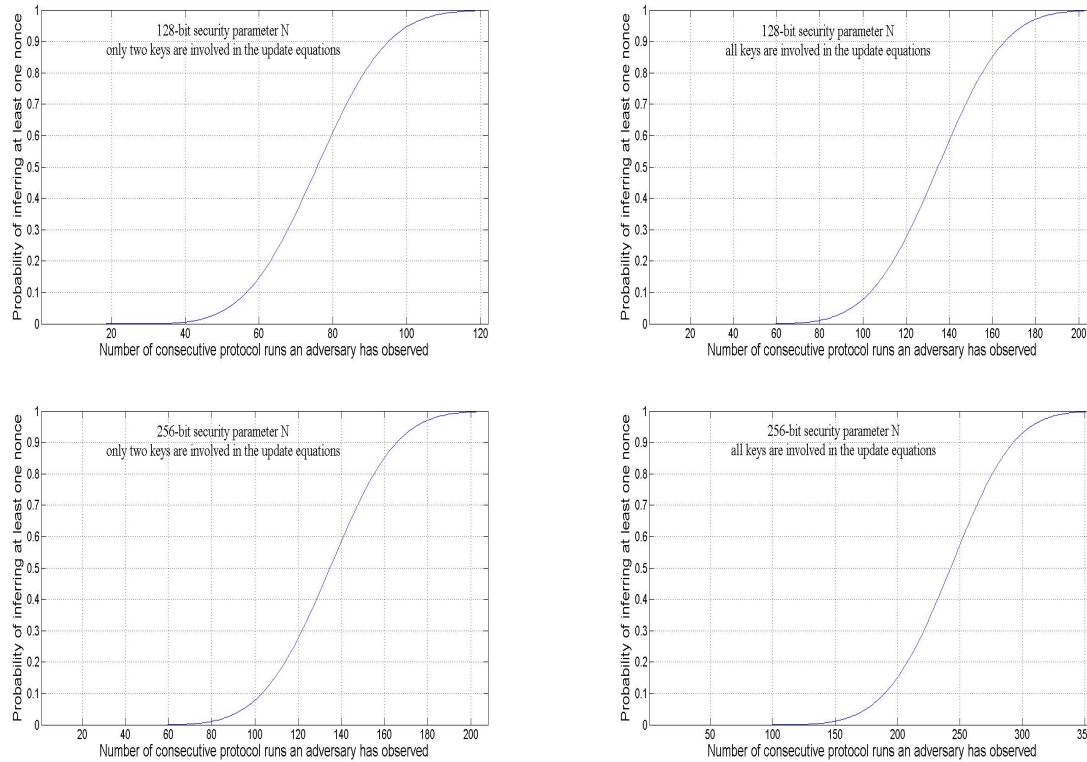 128-bit security parameter N
only two keys are involved in the update equations
Probability of inferring at least one nonce
1
0.9
0.8
0.7
0.6
0.5
0.4
0.3
0.2
0.1
0
20 40 60 80 100 120
Number of consecutive protocol runs an adversary has observed
128-bit security parameter N
all keys are involved in the update equations
Probability of inferring at least one nonce
1
0.9
0.8
0.7
0.6
0.5
0.4
0.3
0.2
0.1
0
20 40 60 80 100 120 140 160 180 200
Number of consecutive protocol runs an adversary has observed
256-bit security parameter N
only two keys are involved in the update equations
Probability of inferring at least one nonce
1
0.9
0.8
0.7
0.6
0.5
0.4
0.3
0.2
0.1
0
20 40 60 80 100 120 140 160 180 200
Number of consecutive protocol runs an adversary has observed
256-bit security parameter N
all keys are involved in the update equations
Probability of inferring at least one nonce
1
0.9
0.8
0.7
0.6
0.5
0.4
0.3
0.2
0.1
0
50 100 150 200 250 300
Number of consecutive protocol runs an adversary has observed